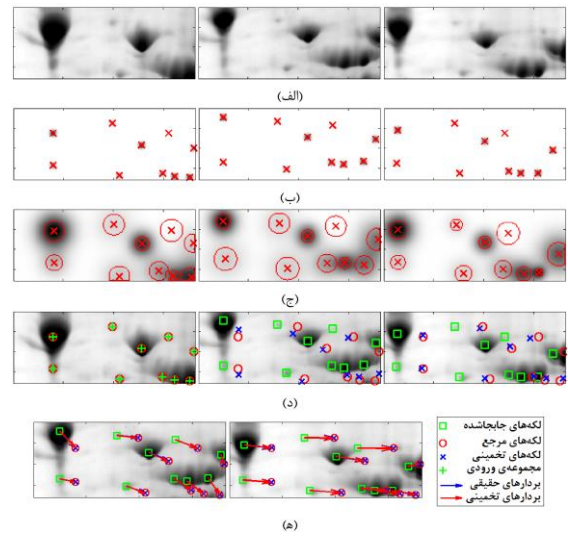 (الف)
(ب)
(ج)
(د)
لکه‌های جابجاشده
لکه‌های مرجع
لکه‌های تخمینی
مجموعه‌ی ورودی
بردارهای حقیقی
بردارهای تخمینی
(ه)